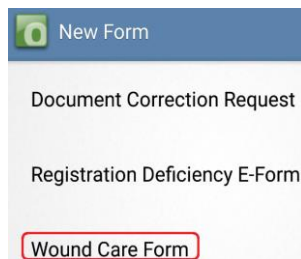 New Form
Document Correction Request
Registration Deficiency E-Form
Wound Care Form